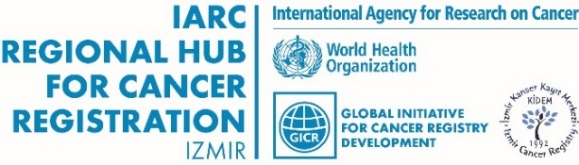 IARC
REGIONAL HUB
FOR CANCER
REGISTRATION
IZMIR
International Agency for Research on Cancer
World Health
Organization
GICR
GLOBAL INITIATIVE
FOR CANCER REGISTRY
DEVELOPMENT
İzmir Kanser Kayıt Merkezi
KİDEM
1992
İzmir Cancer Registry